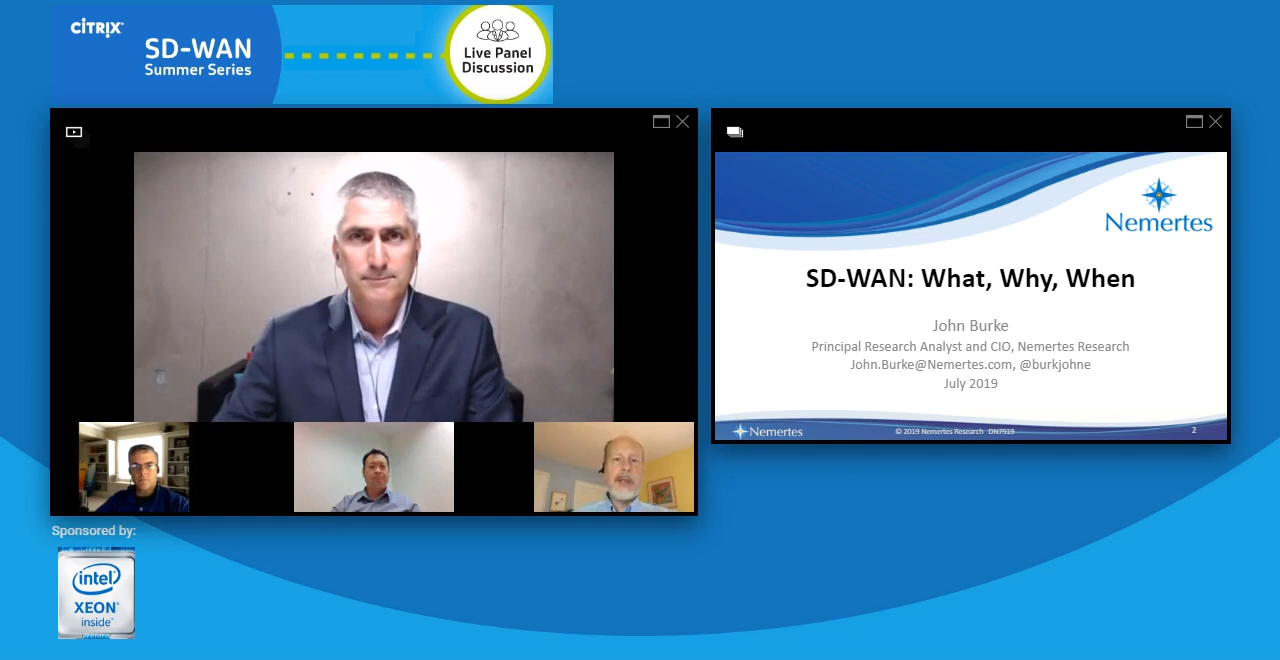 CİTRIX
SD-WAN
Summer Series
Live Panel
Discussion
Nemertes
SD-WAN: What, Why, When
John Burke
Principal Research Analyst and CIO, Nemertes Research
John.Burke@Nemertes.com, @burkjohne
July 2019
Nemertes
© 2019 Nemertes Research DN7919
2
Sponsored by:
intel
XEON
inside